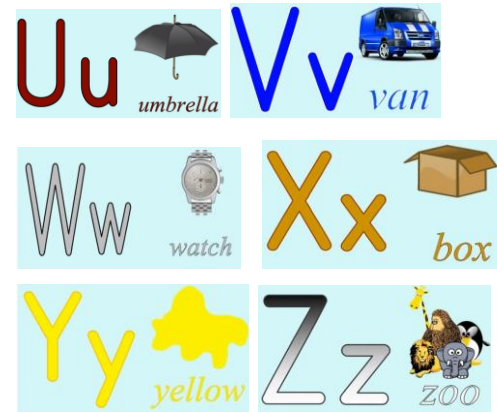 Uu umbrella
Vv van
Ww watch
Xx box
Yy yellow
Zz zoo